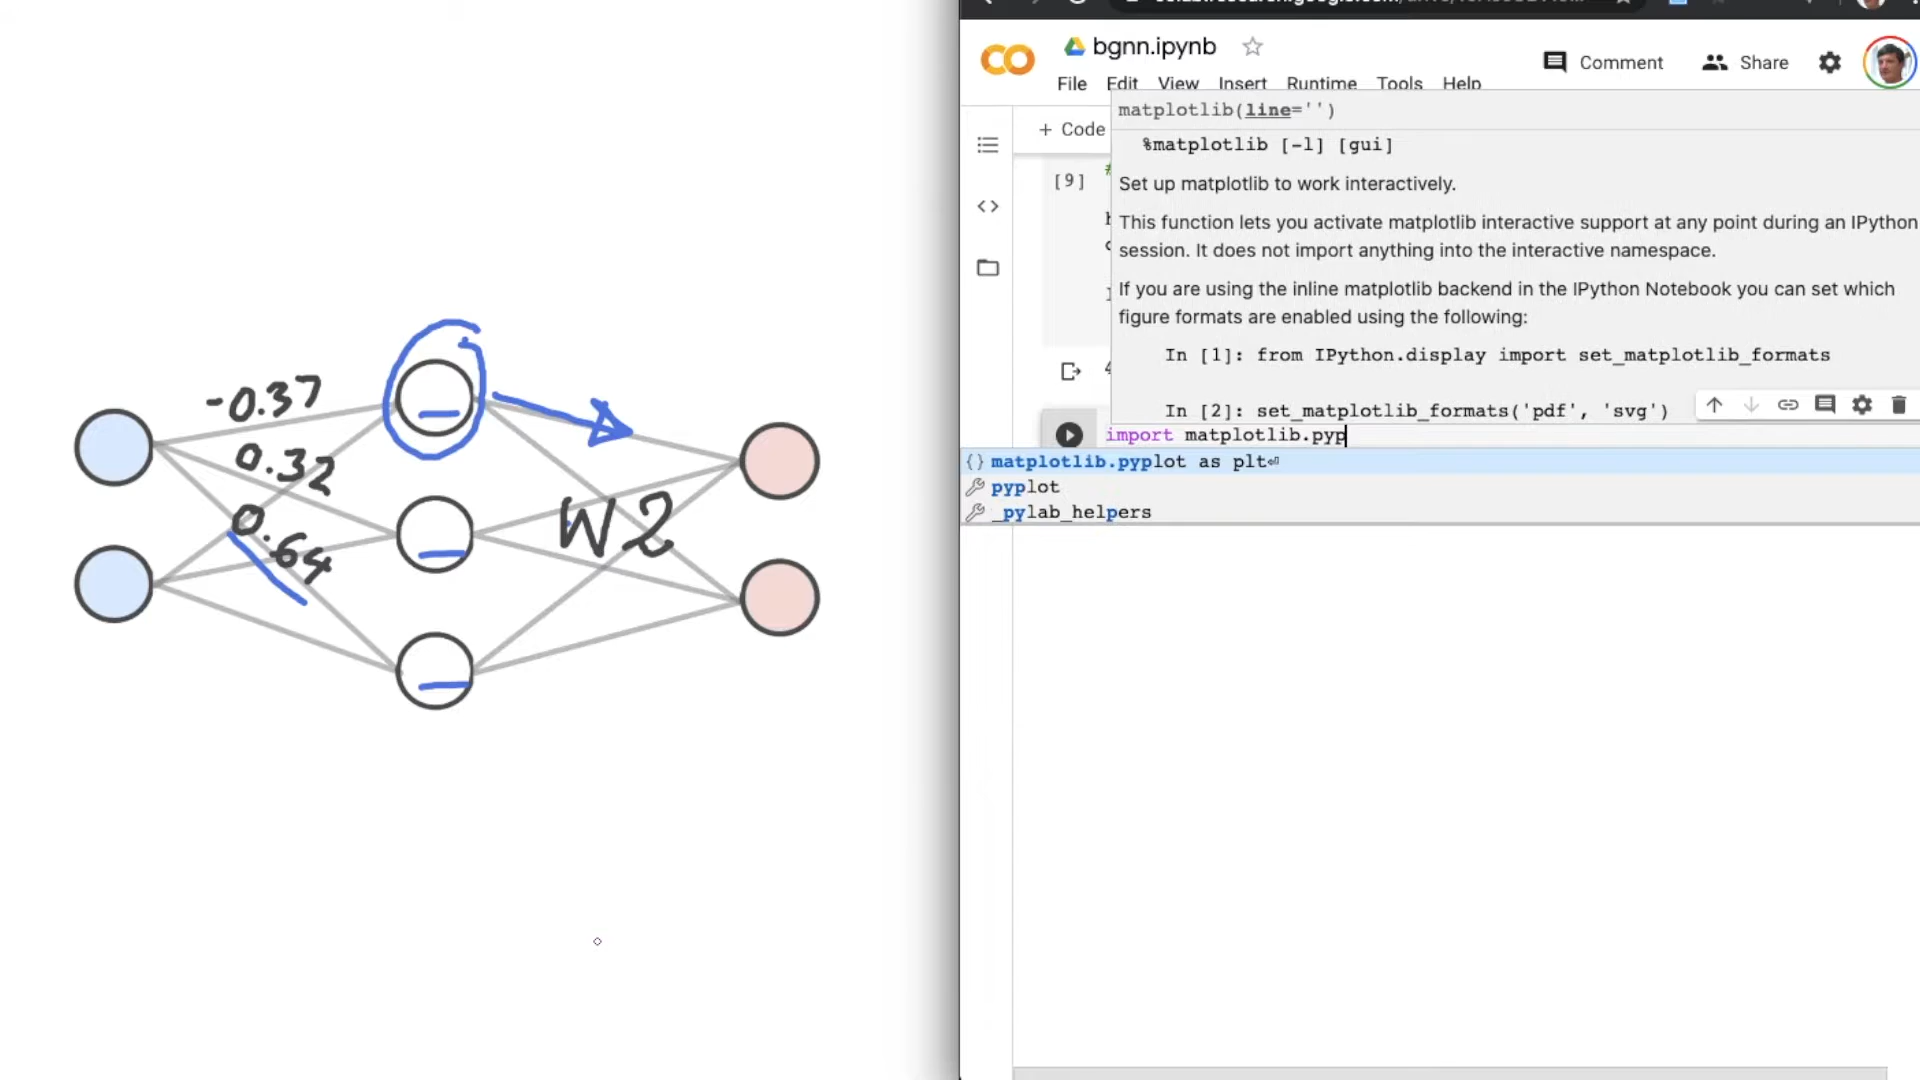 -0.37
0.32
0.64
W2
bgnn.ipynb
Comment
Share
File Edit View Insert Runtime Tools Help
matplotlib(line='')
+ Code
%matplotlib [-l] [gui]
[9]
#
Set up matplotlib to work interactively.
This function lets you activate matplotlib interactive support at any point during an IPython
session. It does not import anything into the interactive namespace.
If you are using the inline matplotlib backend in the IPython Notebook you can set which
figure formats are enabled using the following:
In [1]: from IPython.display import set_matplotlib_formats
In [2]: set_matplotlib_formats('pdf', 'svg')
import matplotlib.pyp
{} matplotlib.pyplot as plt⏎
pyplot
_pylab_helpers